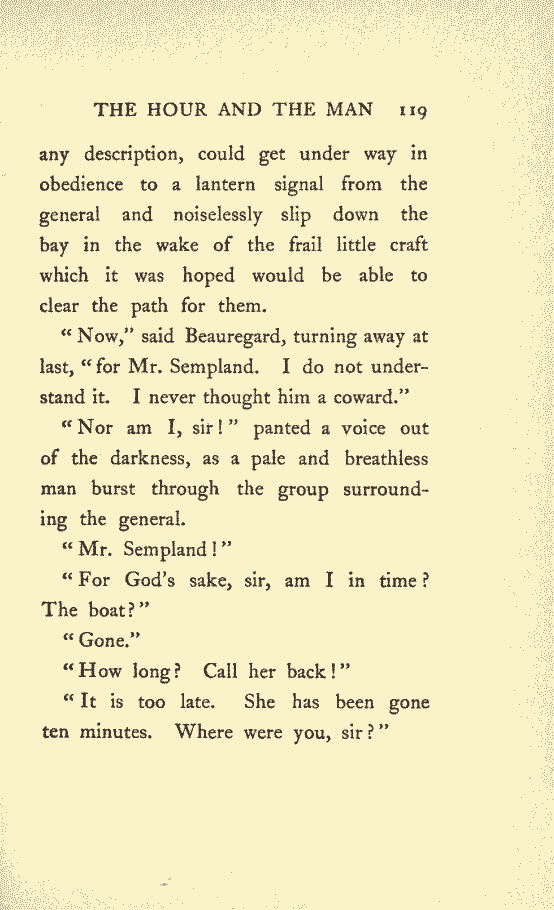 THE HOUR AND THE MAN 119
any description, could get under way in
obedience to a lantern signal from the
general and noiselessly slip down the
bay in the wake of the frail little craft
which it was hoped would be able to
clear the path for them.
“Now,” said Beauregard, turning away at
last, “for Mr. Sempland. I do not under-
stand it. I never thought him a coward.”
“Nor am I, sir!” panted a voice out
of the darkness, as a pale and breathless
man burst through the group surround-
ing the general.
“Mr. Sempland!”
“For God's sake, sir, am I in time?
The boat?”
“Gone.”
“How long? Call her back!”
“It is too late. She has been gone
ten minutes. Where were you, sir?”